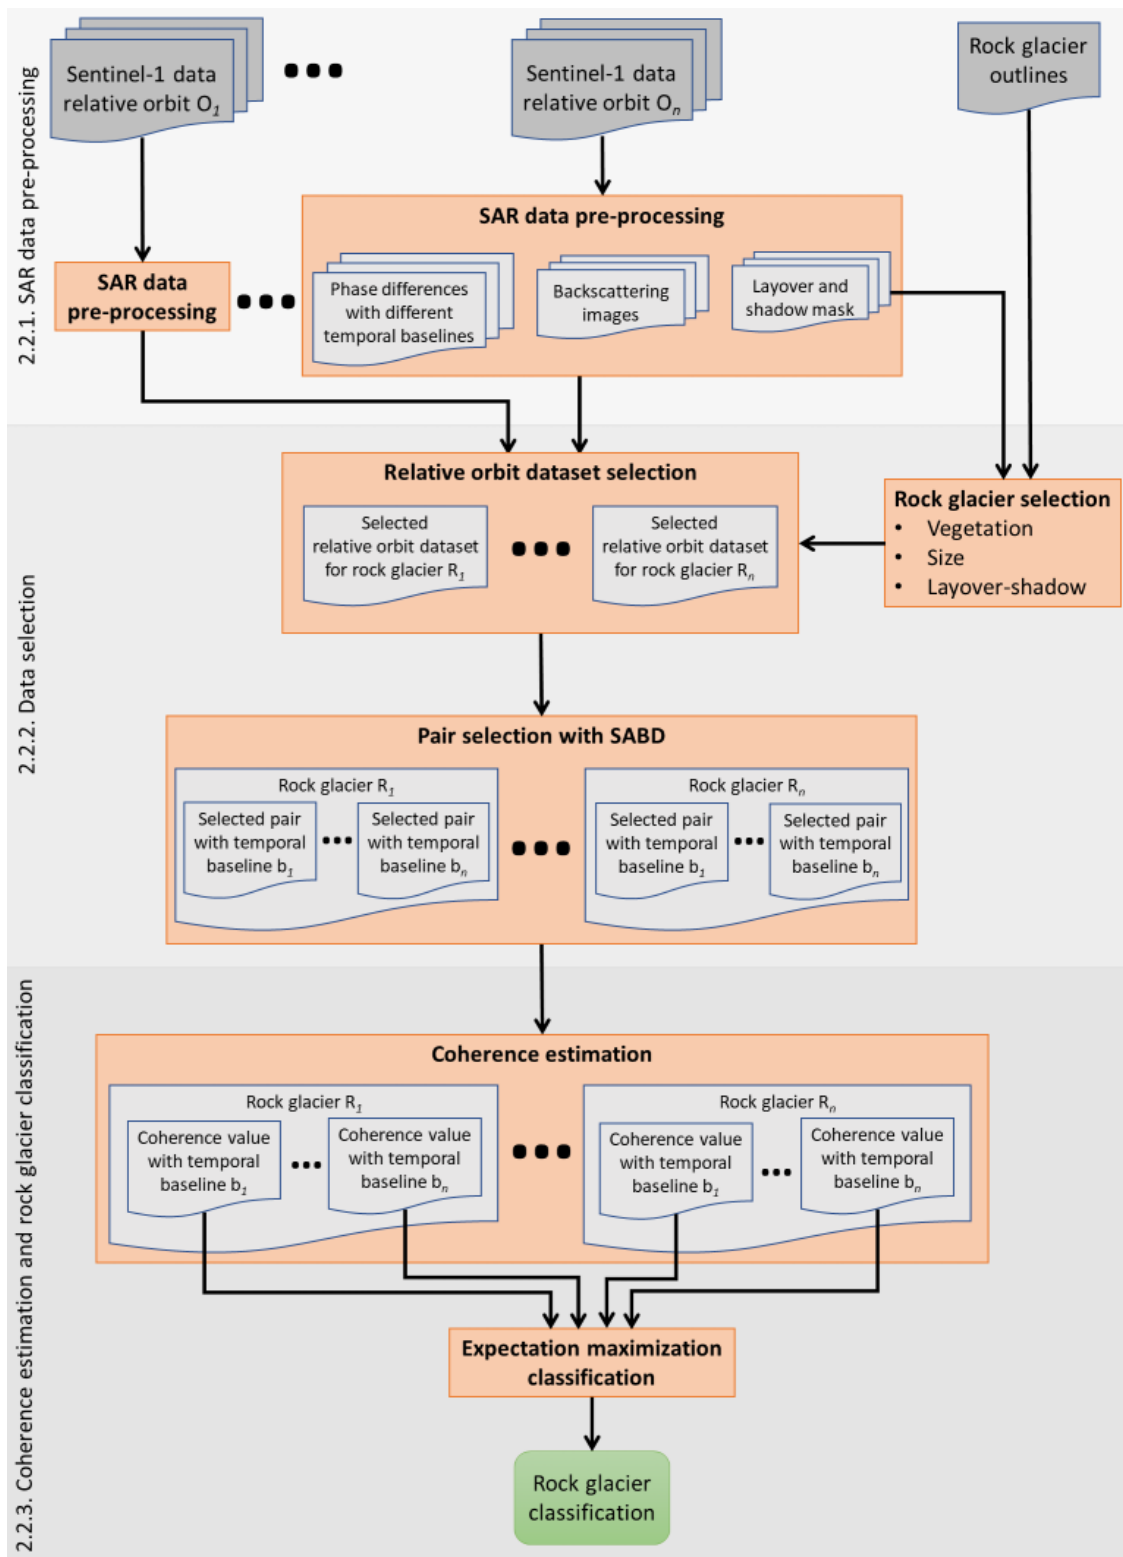 2.2.1. SAR data pre-processing
Sentinel-1 data
relative orbit O1
Sentinel-1 data
relative orbit On
Rock glacier
outlines
SAR data
pre-processing
SAR data pre-processing
Phase differences
with different
temporal baselines
Backscattering
images
Layover and
shadow mask
2.2.2. Data selection
Relative orbit dataset selection
Selected
relative orbit dataset
for rock glacier R1
Selected
relative orbit dataset
for rock glacier Rn
Rock glacier selection
• Vegetation
• Size
• Layover-shadow
Pair selection with SABD
Rock glacier R1
Selected pair
with temporal
baseline b1
Selected pair
with temporal
baseline bn
Rock glacier Rn
Selected pair
with temporal
baseline b1
Selected pair
with temporal
baseline bn
2.2.3. Coherence estimation and rock glacier classification
Coherence estimation
Rock glacier R1
Coherence value
with temporal
baseline b1
Coherence value
with temporal
baseline bn
Rock glacier Rn
Coherence value
with temporal
baseline b1
Coherence value
with temporal
baseline bn
Expectation maximization
classification
Rock glacier
classification